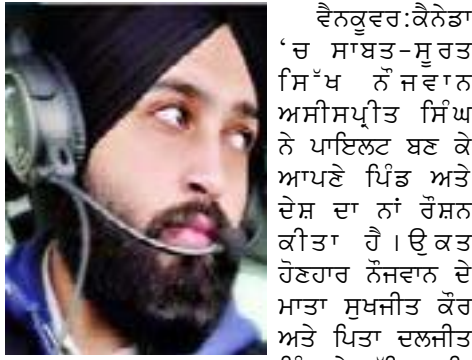 ਵੈਨਕੂਵਰ:ਕੈਨੇਡਾ
‘ਚ ਸਾਬਤ-ਸੂਰਤ
ਸਿੱਖ ਨੌਜਵਾਨ
ਅਸੀਸਪ੍ਰੀਤ ਸਿੰਘ
ਨੇ ਪਾਇਲਟ ਬਣ ਕੇ
ਆਪਣੇ ਪਿੰਡ ਅਤੇ
ਦੇਸ਼ ਦਾ ਨਾਂ ਰੌਸ਼ਨ
ਕੀਤਾ ਹੈ।ਉਕਤ
ਹੋਣਹਾਰ ਨੌਜਵਾਨ ਦੇ
ਮਾਤਾ ਸੁਖਜੀਤ ਕੌਰ
ਅਤੇ ਪਿਤਾ ਦਲਜੀਤ